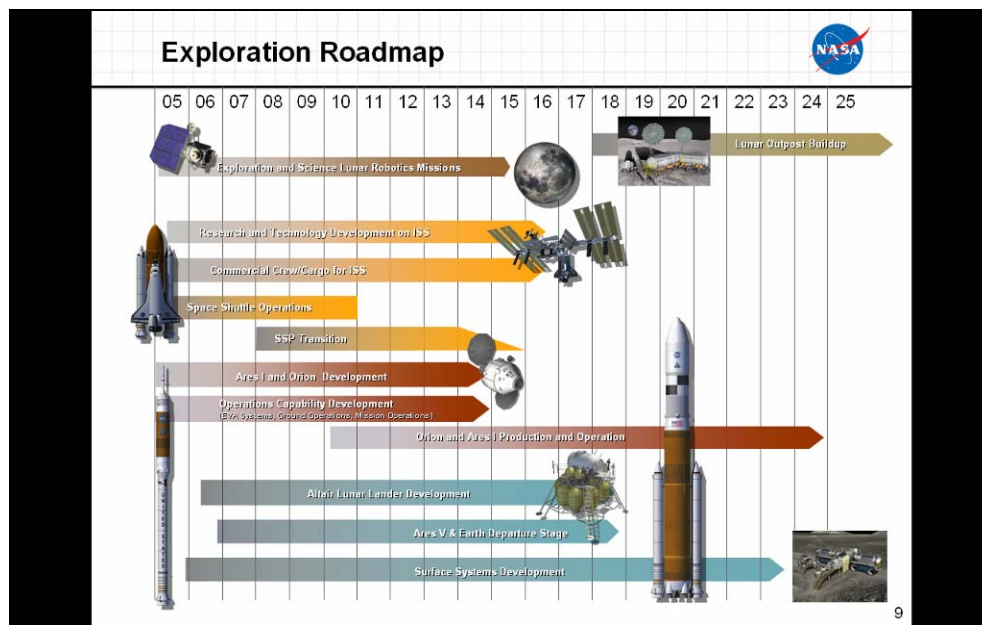 Exploration Roadmap
NASA
05 06 07 08 09 10 11 12 13 14 15 16 17 18 19 20 21 22 23 24 25
Lunar Outpost Buildup
Exploration and Science Lunar Robotics Missions
Research and Technology Development on ISS
Commercial Crew/Cargo for ISS
Space Shuttle Operations
SSP Transition
Ares I and Orion Development
Operations Capability Development
(EVA Systems, Ground Operations, Mission Operations)
Orion and Ares I Production and Operation
Altair Lunar Lander Development
Ares V & Earth Departure Stage
Surface Systems Development
9